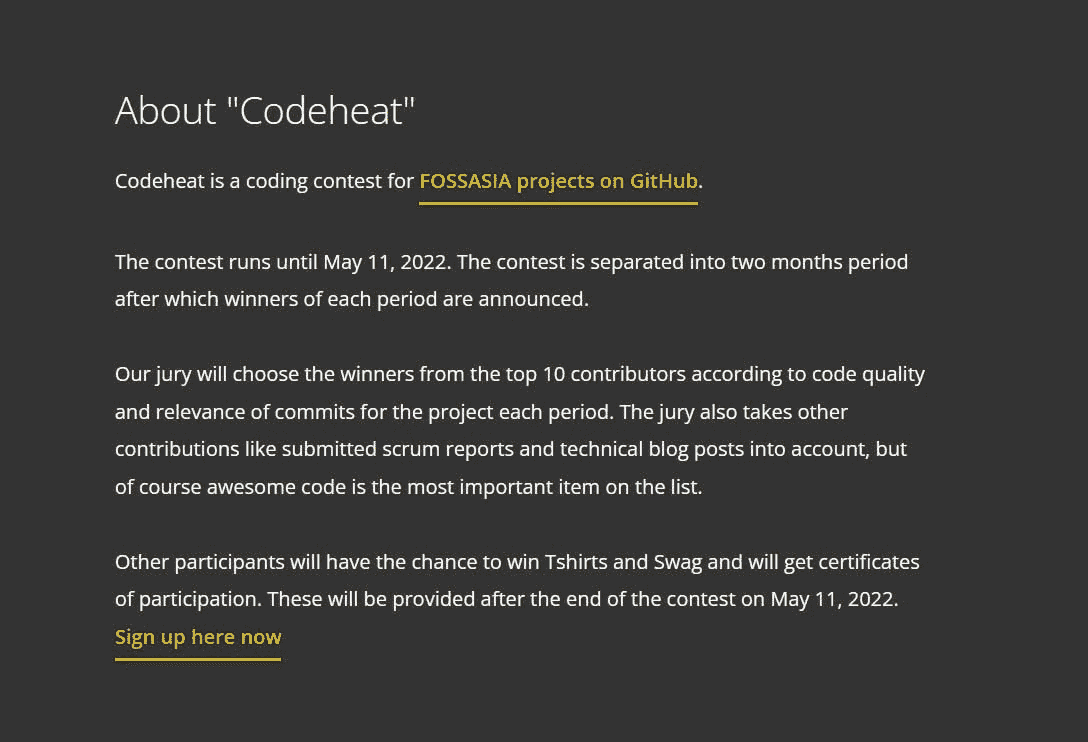 About "Codeheat"
Codeheat is a coding contest for FOSSASIA projects on GitHub.
The contest runs until May 11, 2022. The contest is separated into two months period
after which winners of each period are announced.
Our jury will choose the winners from the top 10 contributors according to code quality
and relevance of commits for the project each period. The jury also takes other
contributions like submitted scrum reports and technical blog posts into account, but
of course awesome code is the most important item on the list.
Other participants will have the chance to win Tshirts and Swag and will get certificates
of participation. These will be provided after the end of the contest on May 11, 2022.
Sign up here now